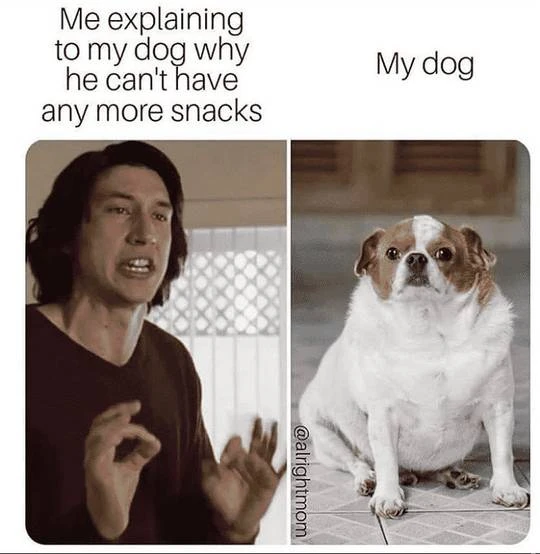 Me explaining
to my dog why
he can't have
any more snacks
My dog
@alrightmom